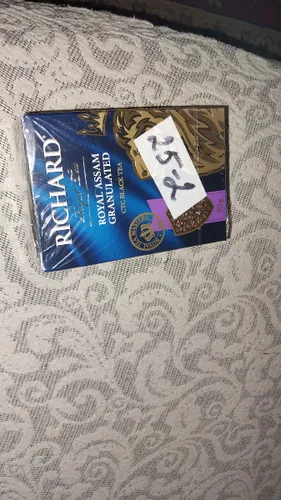 RICHARD
ROYAL ASSAM
GRANULATED
CTC BLACK TEA
25-2